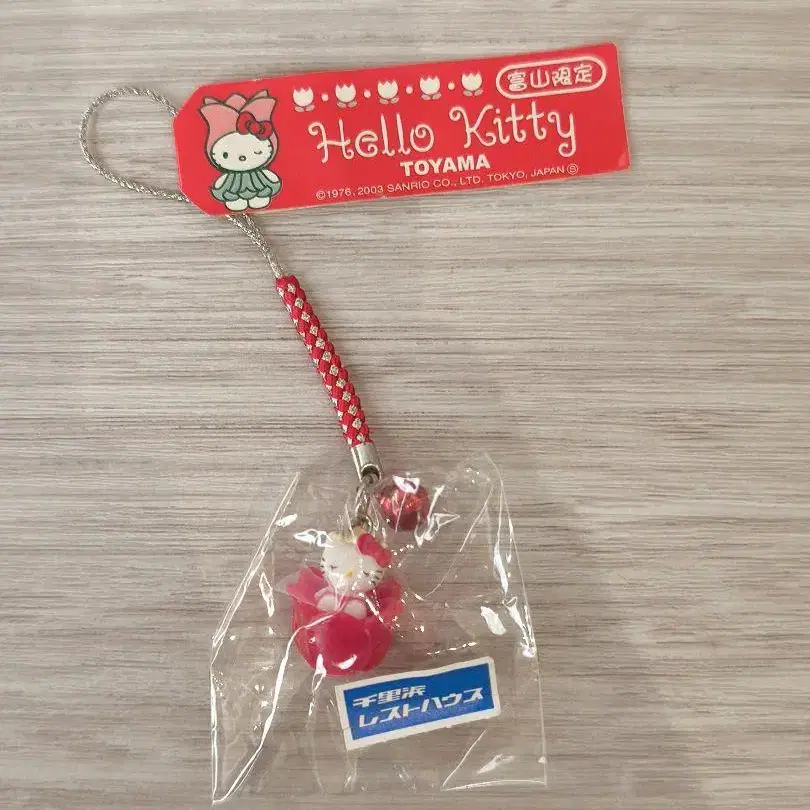 富山限定
Hello Kitty
TOYAMA
©1976, 2003 SANRIO CO., LTD. TOKYO, JAPAN Ⓢ
千里浜
レストハウス